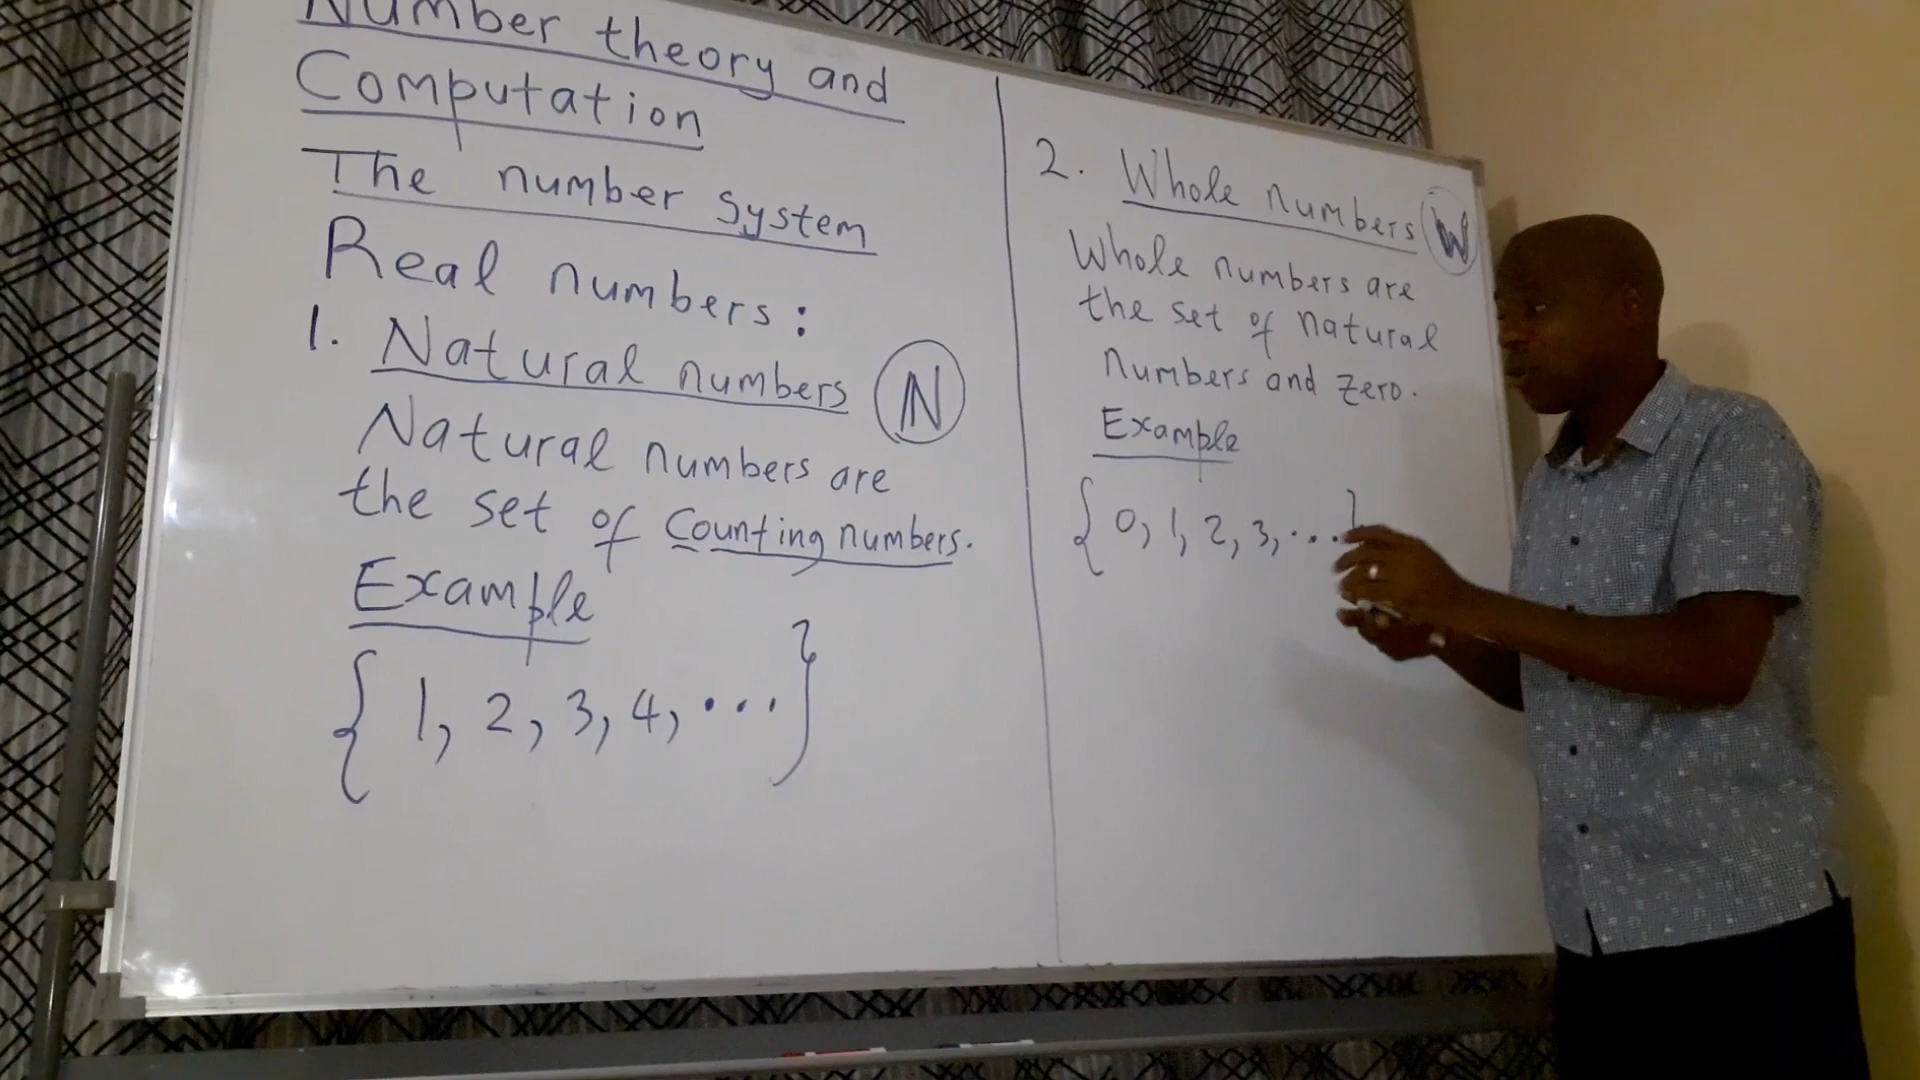 Number theory and
Computation
The number system
Real numbers:
1. Natural numbers N
Natural numbers are
the set of Counting numbers.
Example
{ 1, 2, 3, 4, ... }
2. Whole numbers W
Whole numbers are
the set of natural
numbers and zero.
Example
{ 0, 1, 2, 3, ... }